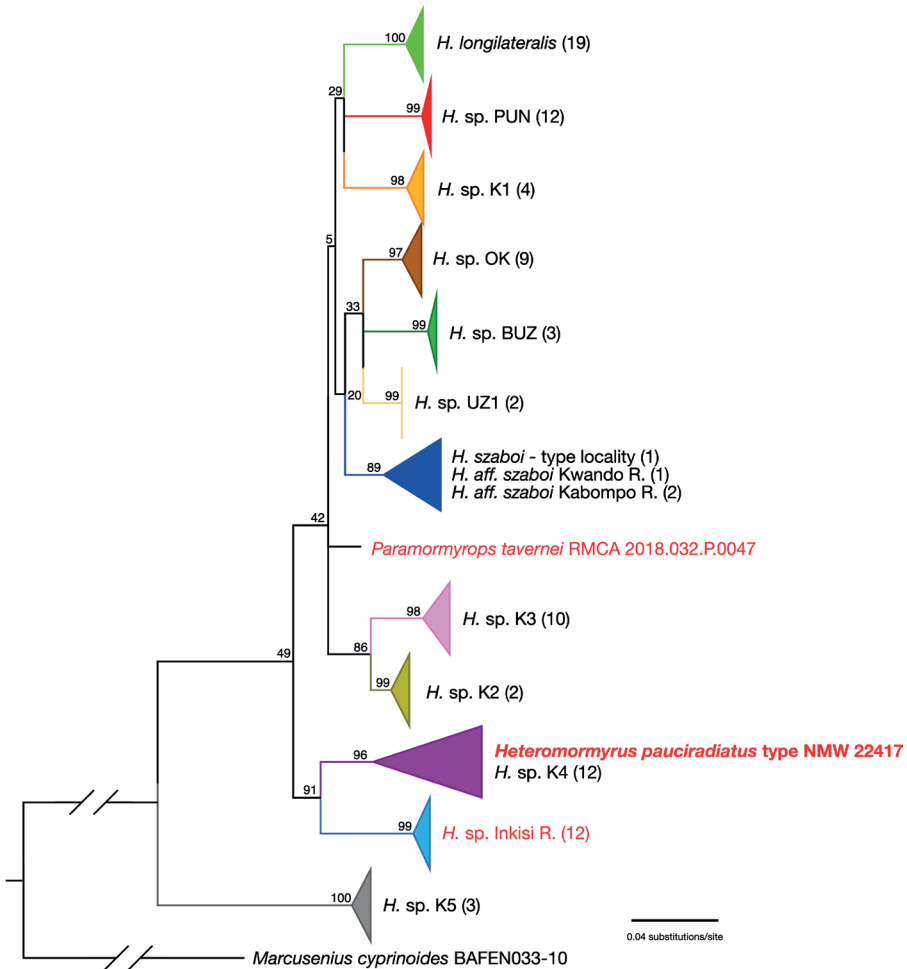 100
H. longilateralis (19)
29
99
H. sp. PUN (12)
98
H. sp. K1 (4)
5
97
H. sp. OK (9)
33
99
H. sp. BUZ (3)
20
99
H. sp. UZ1 (2)
89
H. szaboi - type locality (1)
H. aff. szaboi Kwando R. (1)
H. aff. szaboi Kabompo R. (2)
42
Paramormyrops tavernei RMCA 2018.032.P.0047
98
H. sp. K3 (10)
86
49
99
H. sp. K2 (2)
96
Heteromormyrus pauciradiatus type NMW 22417
H. sp. K4 (12)
91
99
H. sp. Inkisi R. (12)
100
H. sp. K5 (3)
0.04 substitutions/site
Marcusenius cyprinoides BAFEN033-10